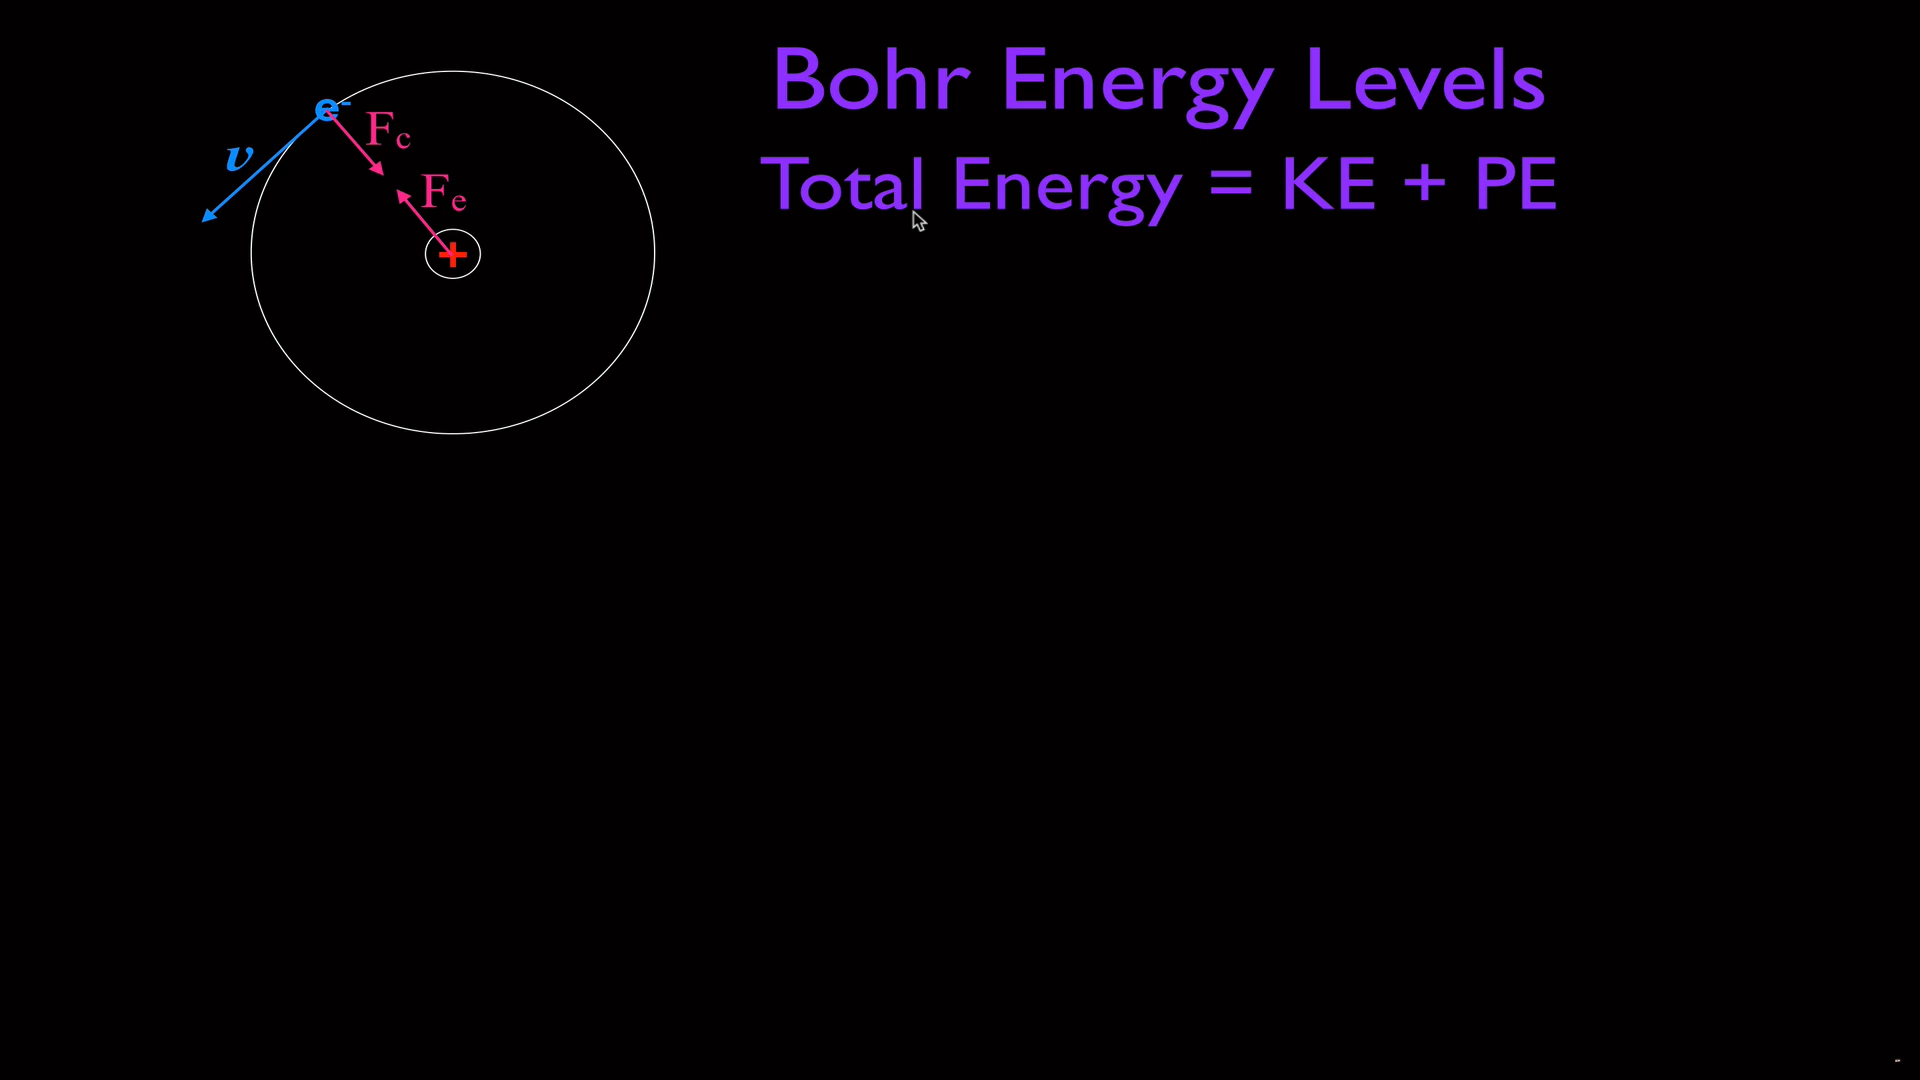 Bohr Energy Levels
Total Energy = KE + PE
e-
Fc
v
Fe
+